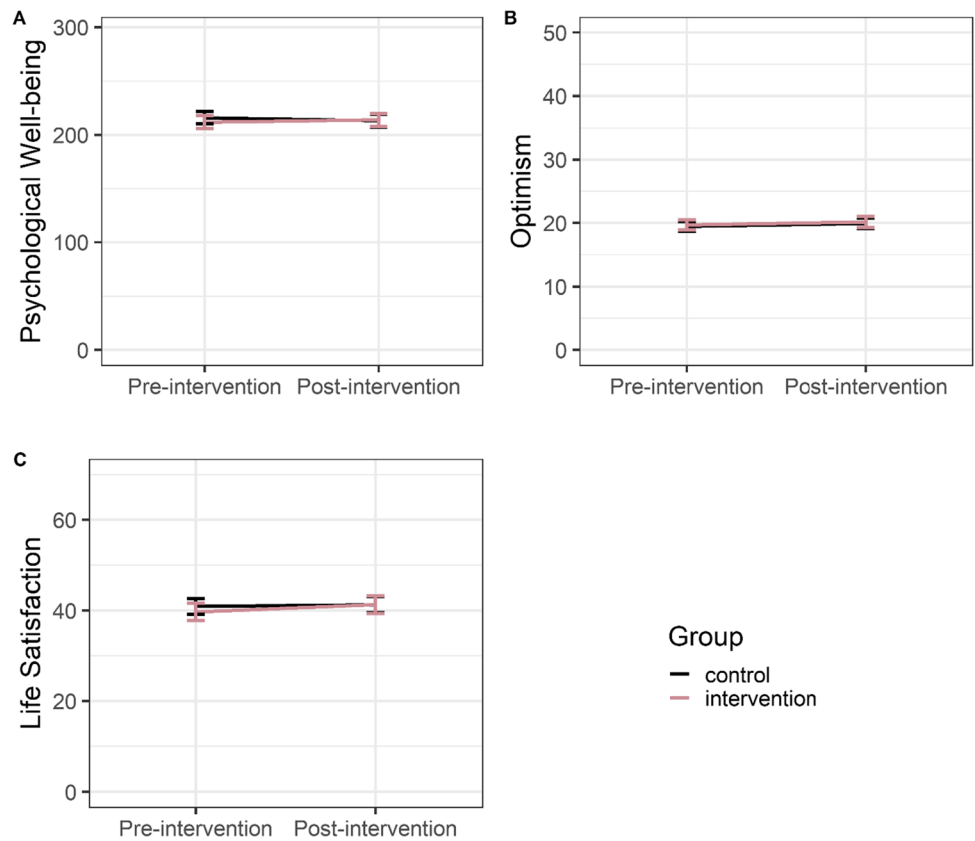 A
Psychological Well-being
300
200
100
0
Pre-intervention Post-intervention
B
Optimism
50
40
30
20
10
0
Pre-intervention Post-intervention
C
Life Satisfaction
60
40
20
0
Pre-intervention Post-intervention
Group
control
intervention